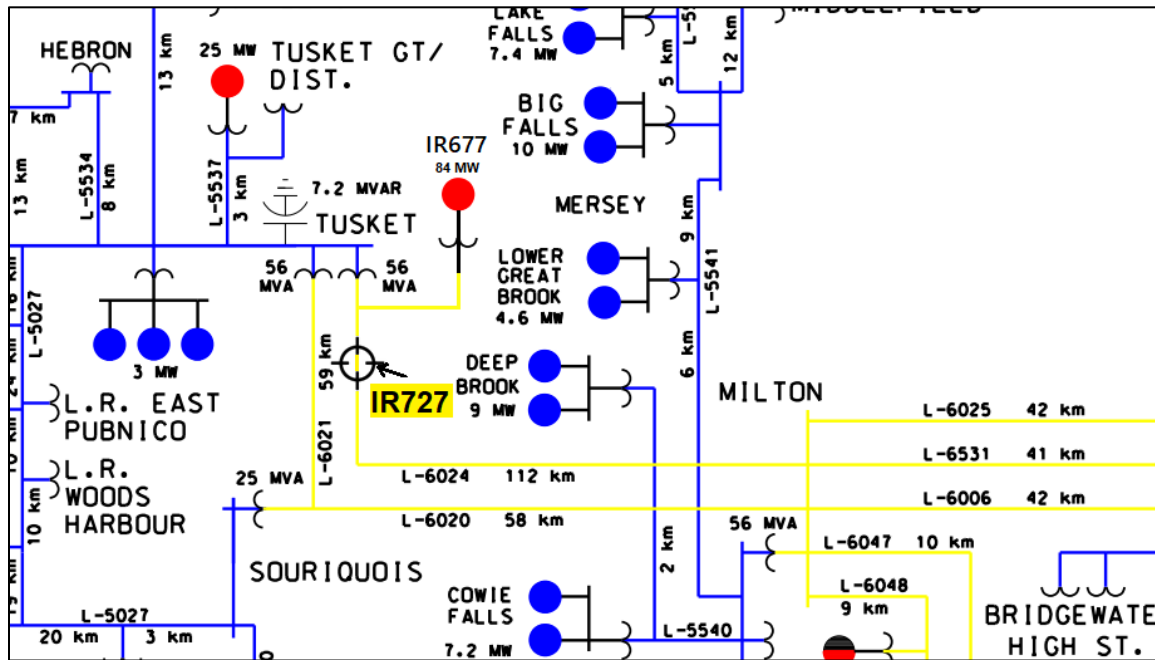 LAKE
FALLS
7.4 MW
5 km
12 km
HEBRON
13 km
25 MW
TUSKET GT/
DIST.
7 km
BIG
FALLS
10 MW
IR677
84 MW
13 km
L-5534
8 km
L-5537
3 km
7.2 MVAR
TUSKET
MERSEY
9 km
L-5541
56
MVA
56
MVA
LOWER
GREAT
BROOK
4.6 MW
L-5027
3 MW
59 km
IR727
DEEP
BROOK
9 MW
6 km
MILTON
24 km
L.R. EAST
PUBNICO
L-6025 42 km
L-6531 41 km
L-6021
L-6024 112 km
10 km
L.R.
WOODS
HARBOUR
10 km
25 MVA
L-6006 42 km
L-6020 58 km
56 MVA
L-6047 10 km
2 km
SOURIQUOIS
L-6048
9 km
COWIE
FALLS
7.2 MW
L-5540
BRIDGEWATE
HIGH ST.
19 km
L-5027
20 km
3 km